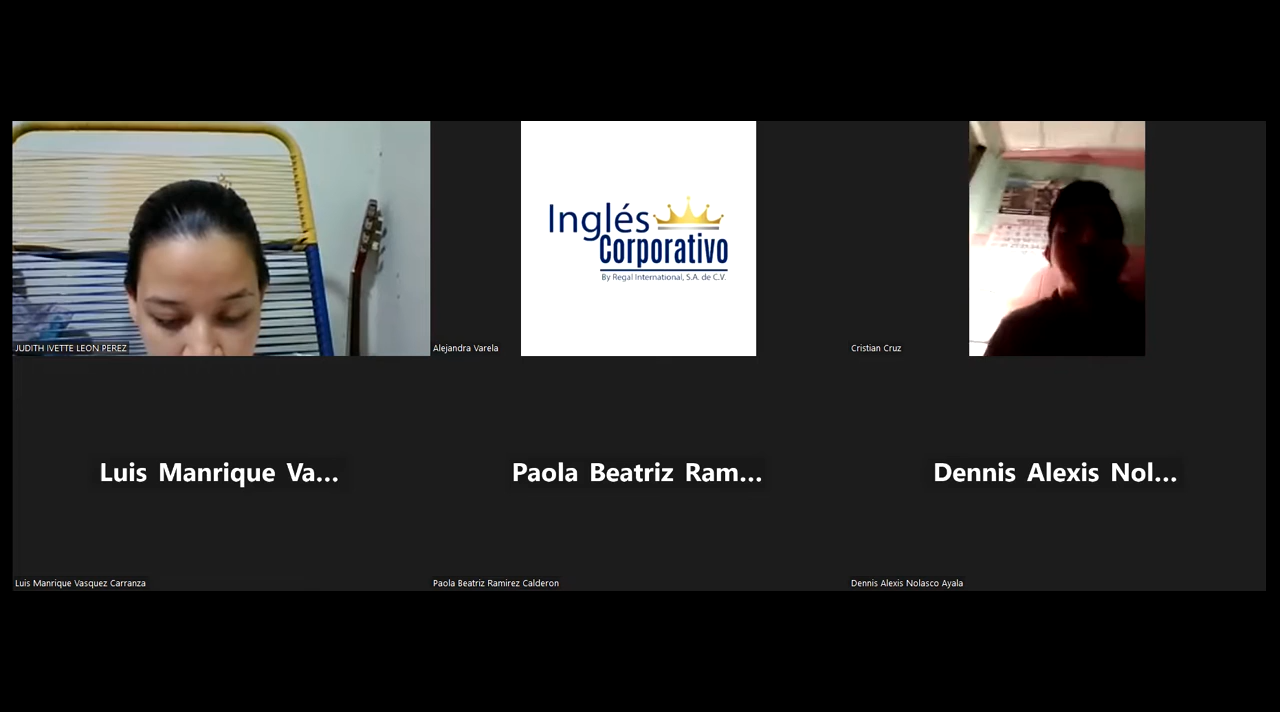 Inglés
Corporativo
By Regal International, S.A. de C.V.
JUDITH IVETTE LEON PEREZ
Alejandra Varela
Cristian Cruz
Luis Manrique Va...
Paola Beatriz Ram...
Dennis Alexis Nol...
Luis Manrique Vasquez Carranza
Paola Beatriz Ramirez Calderon
Dennis Alexis Nolasco Ayala